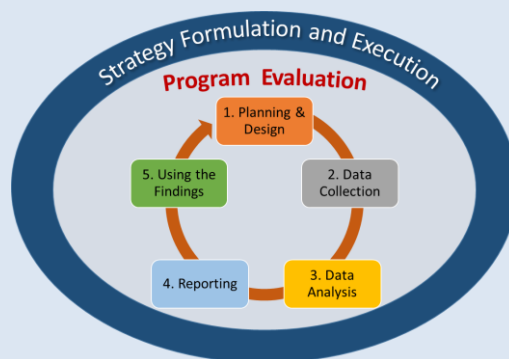 Strategy Formulation and Execution
Program Evaluation
1. Planning &
Design
2. Data
Collection
3. Data
Analysis
4. Reporting
5. Using the
Findings